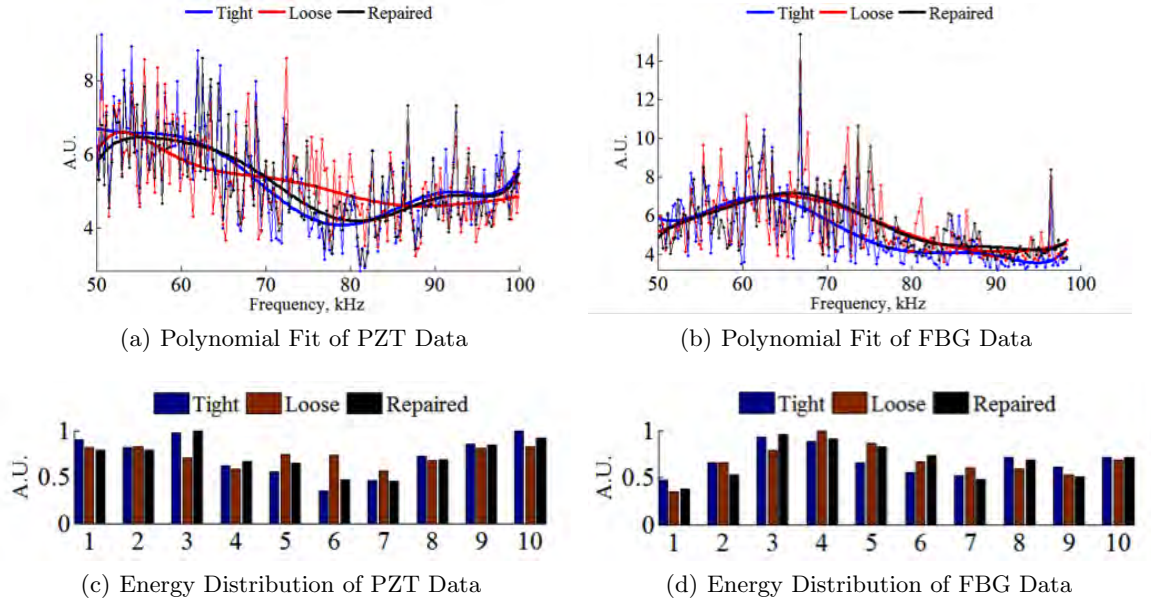 Tight Loose Repaired
8
6
4
A.U.
50 60 70 80 90 100
Frequency, kHz
(a) Polynomial Fit of PZT Data
Tight Loose Repaired
14
12
10
8
6
4
A.U.
50 60 70 80 90 100
Frequency, kHz
(b) Polynomial Fit of FBG Data
Tight Loose Repaired
1
0.5
0
A.U.
1 2 3 4 5 6 7 8 9 10
(c) Energy Distribution of PZT Data
Tight Loose Repaired
1
0.5
0
A.U.
1 2 3 4 5 6 7 8 9 10
(d) Energy Distribution of FBG Data